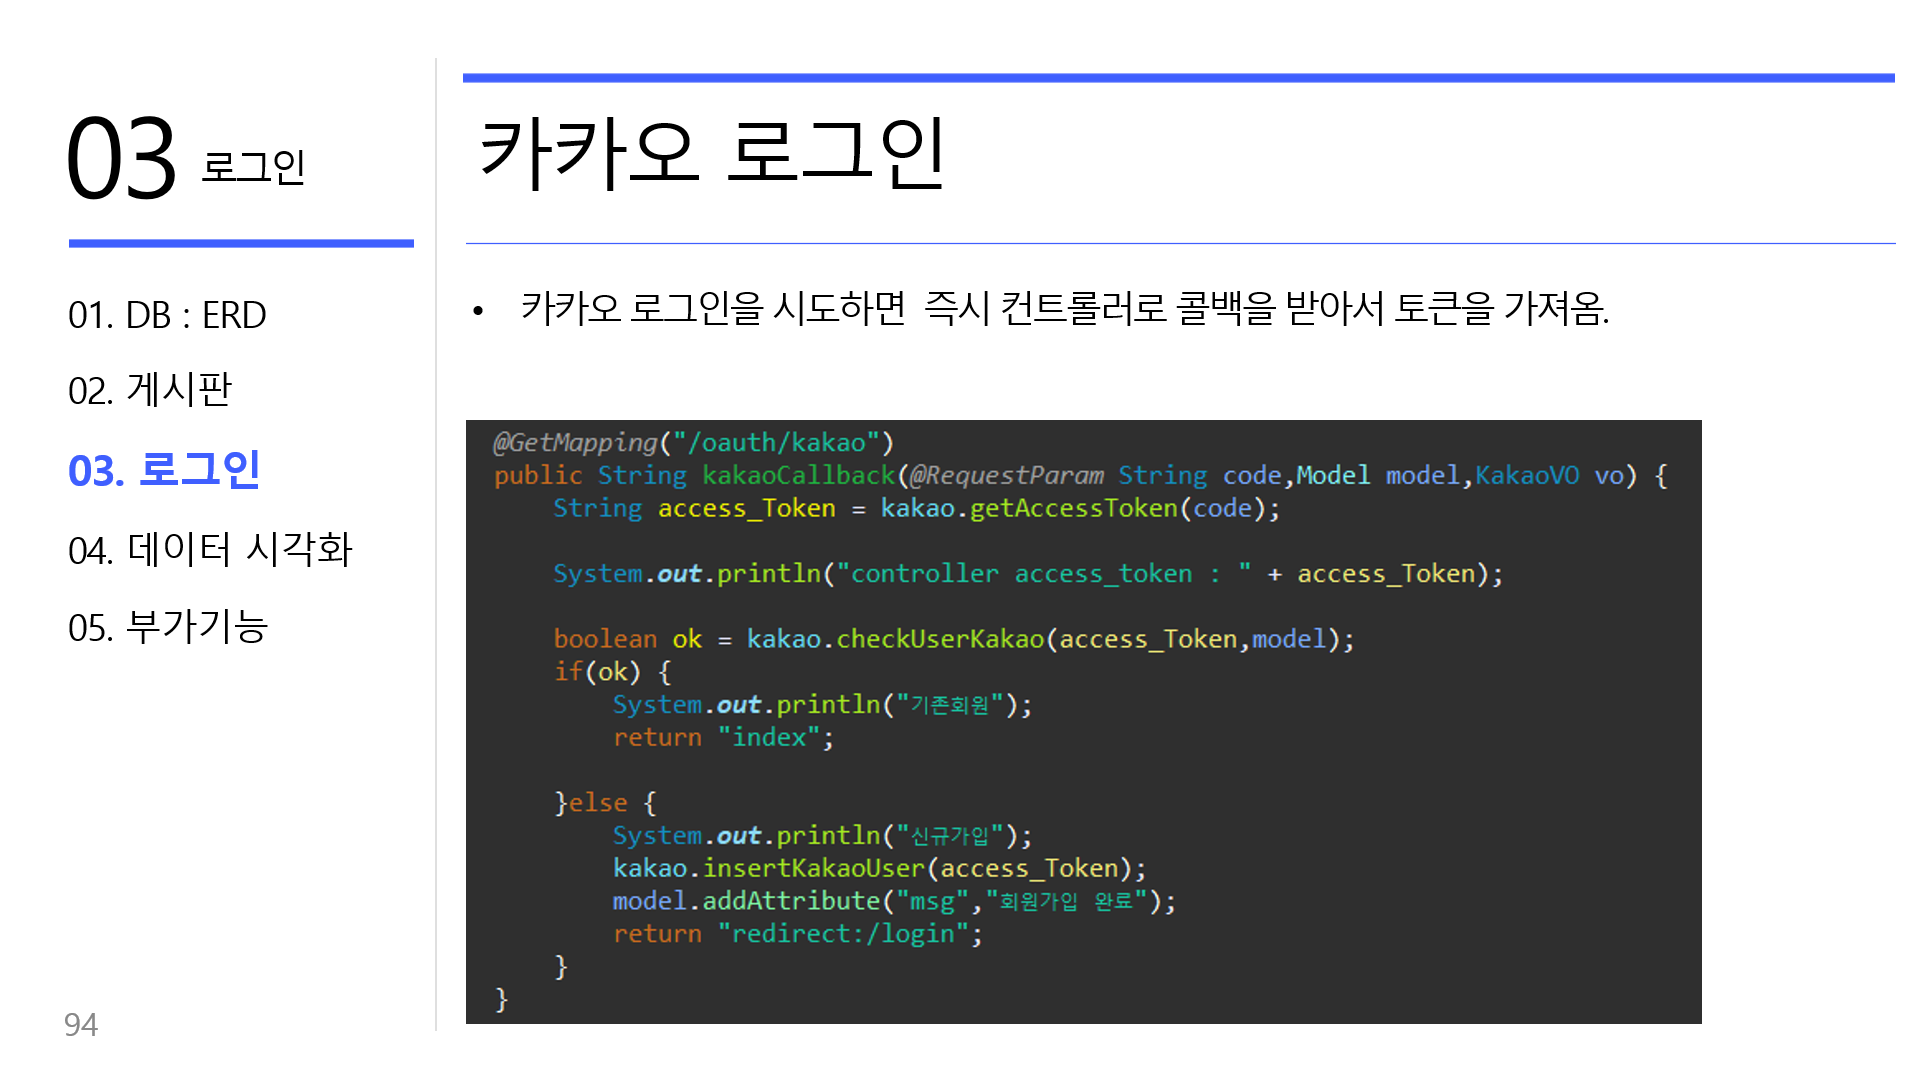 03 로그인
01. DB : ERD
02. 게시판
03. 로그인
04. 데이터 시각화
05. 부가기능
94
카카오 로그인
• 카카오 로그인을 시도하면  즉시 컨트롤러로 콜백을 받아서 토큰을 가져옴.
@GetMapping("/oauth/kakao")
public String kakaoCallback(@RequestParam String code,Model model,KakaoVO vo) {
    String access_Token = kakao.getAccessToken(code);
    System.out.println("controller access_token : " + access_Token);
    boolean ok = kakao.checkUserKakao(access_Token,model);
    if(ok) {
        System.out.println("기존회원");
        return "index";
    }else {
        System.out.println("신규가입");
        kakao.insertKakaoUser(access_Token);
        model.addAttribute("msg","회원가입 완료");
        return "redirect:/login";
    }
}